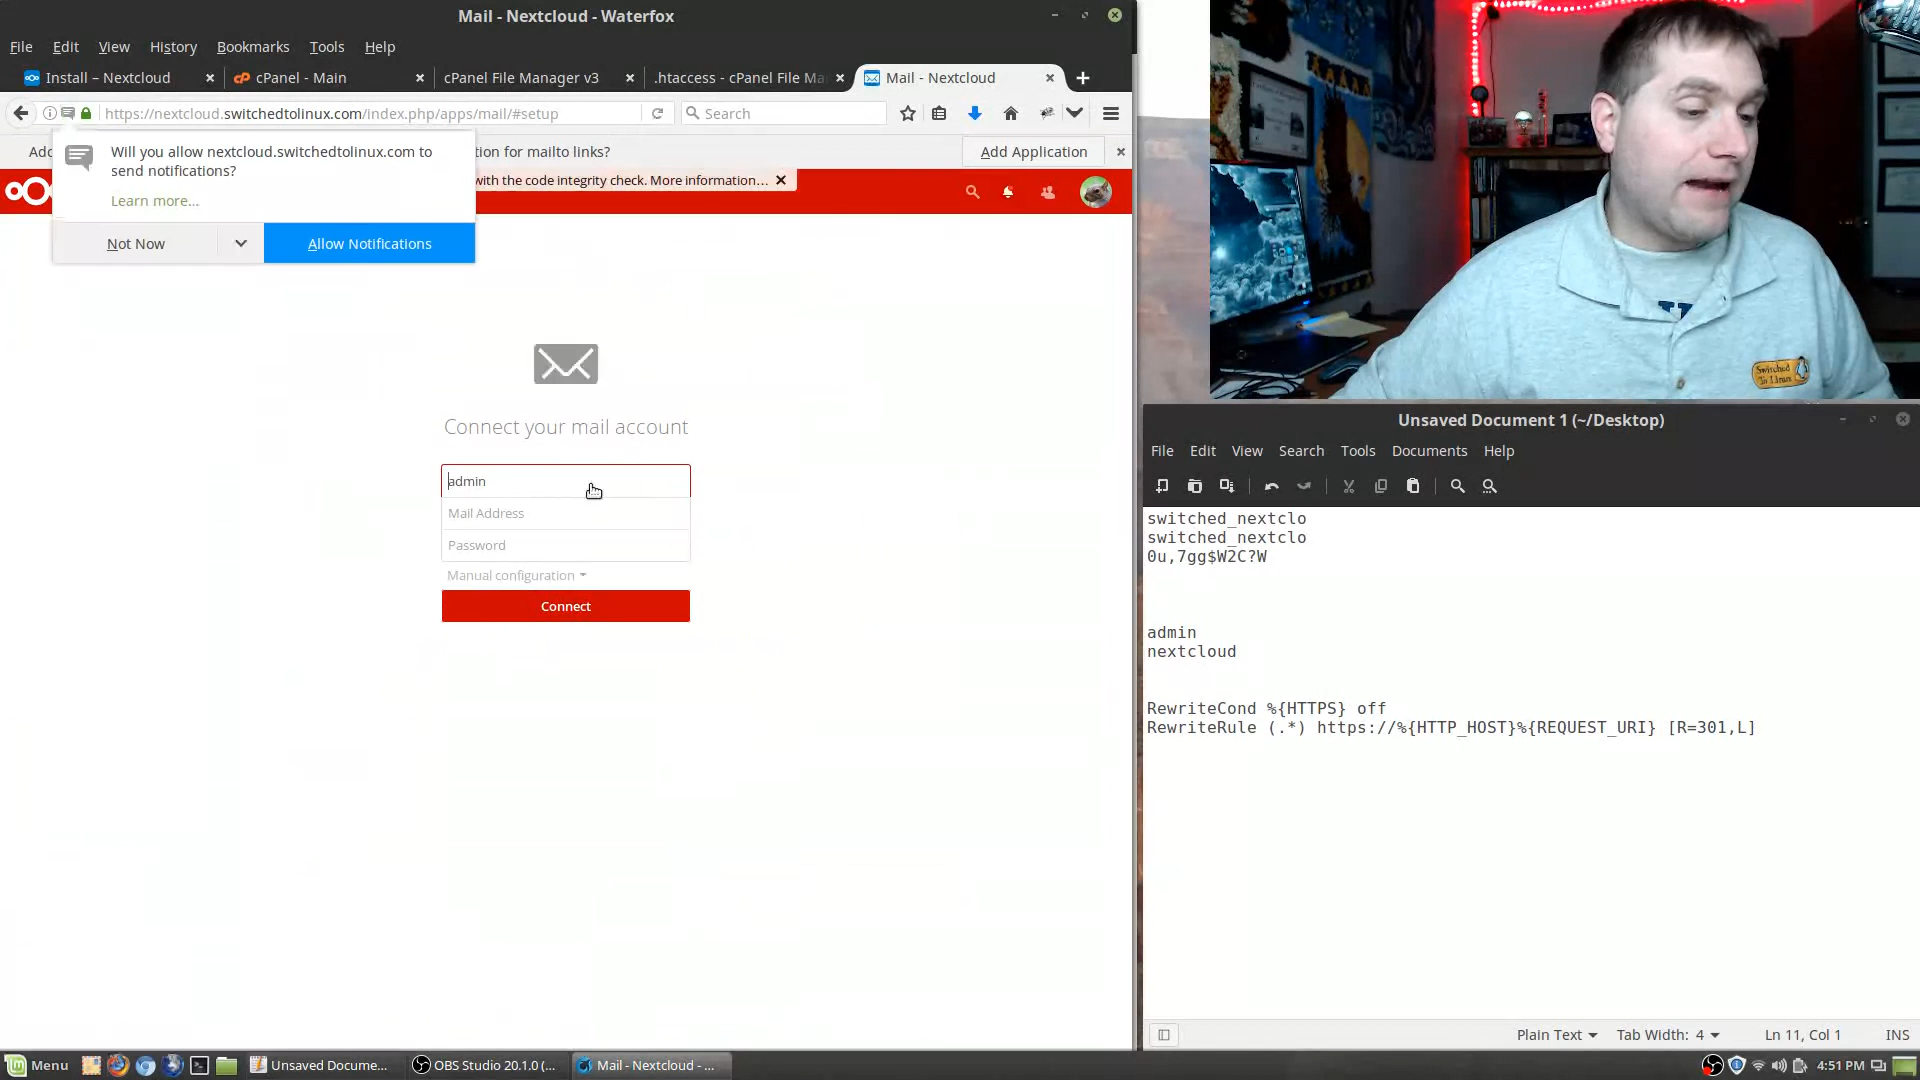 Mail - Nextcloud - Waterfox
File Edit View History Bookmarks Tools Help
Install – Nextcloud
cPanel - Main
cPanel File Manager v3
.htaccess - cPanel File Ma
Mail - Nextcloud
https://nextcloud.switchedtolinux.com/index.php/apps/mail/#setup
Search
tion for mailto links?
Add Application
Will you allow nextcloud.switchedtolinux.com to
send notifications?
Learn more...
Not Now
Allow Notifications
with the code integrity check. More information…
Connect your mail account
admin
Mail Address
Password
Manual configuration
Connect
Switched
To Linux
Unsaved Document 1 (~/Desktop)
File Edit View Search Tools Documents Help
switched_nextclo
switched_nextclo
0u,7gg$W2C?W
admin
nextcloud
RewriteCond %{HTTPS} off
RewriteRule (.*) https://%{HTTP_HOST}%{REQUEST_URI} [R=301,L]
Plain Text
Tab Width: 4
Ln 11, Col 1
INS
Menu
Unsaved Docume...
OBS Studio 20.1.0 (...
Mail - Nextcloud - ...
4:51 PM